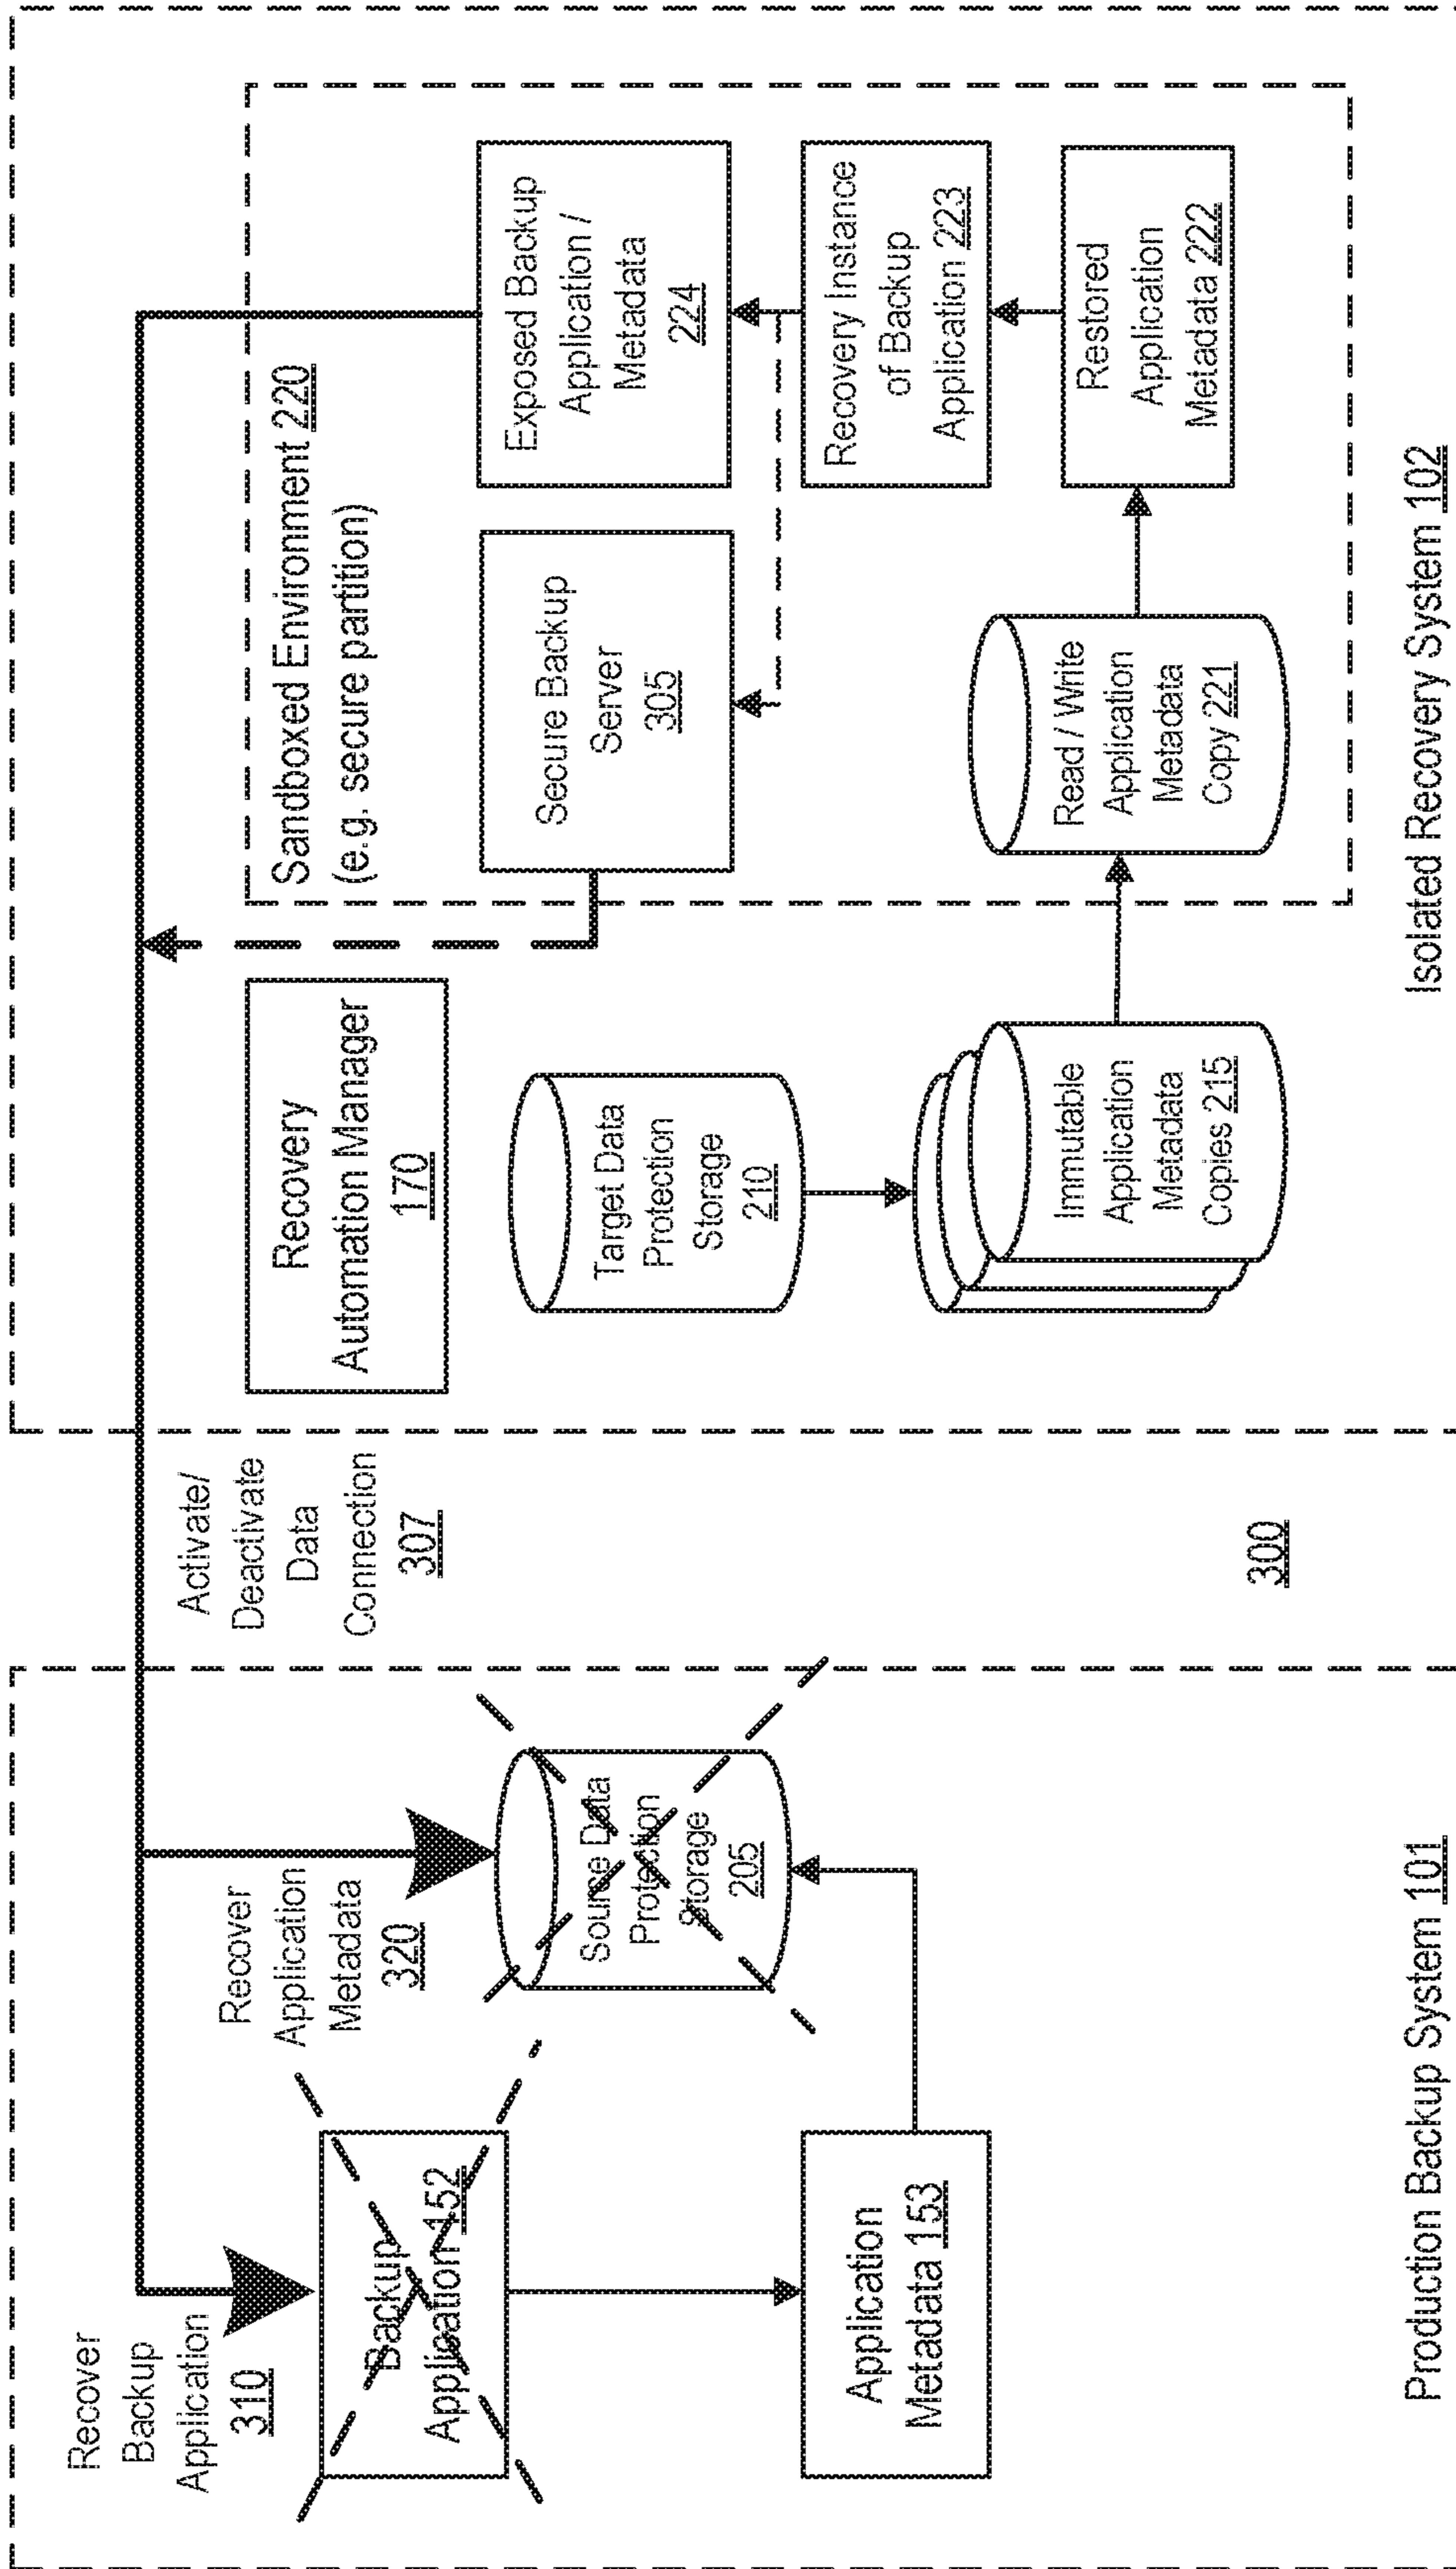 Recover
Backup
Application
310
Recover
Application
Metadata
320
Backup
Application 152
Source Data
Protection
Storage
205
Application
Metadata 153
Production Backup System 101
Activate/
Deactivate
Data
Connection
307
300
Recovery
Automation Manager
170
Target Data
Protection
Storage
210
Immutable
Application
Metadata
Copies 215
Sandboxed Environment 220
(e.g. secure partition)
Secure Backup
Server
305
Exposed Backup
Application /
Metadata
224
Recovery Instance
of Backup
Application 223
Read / Write
Application
Metadata
Copy 221
Restored
Application
Metadata 222
Isolated Recovery System 102